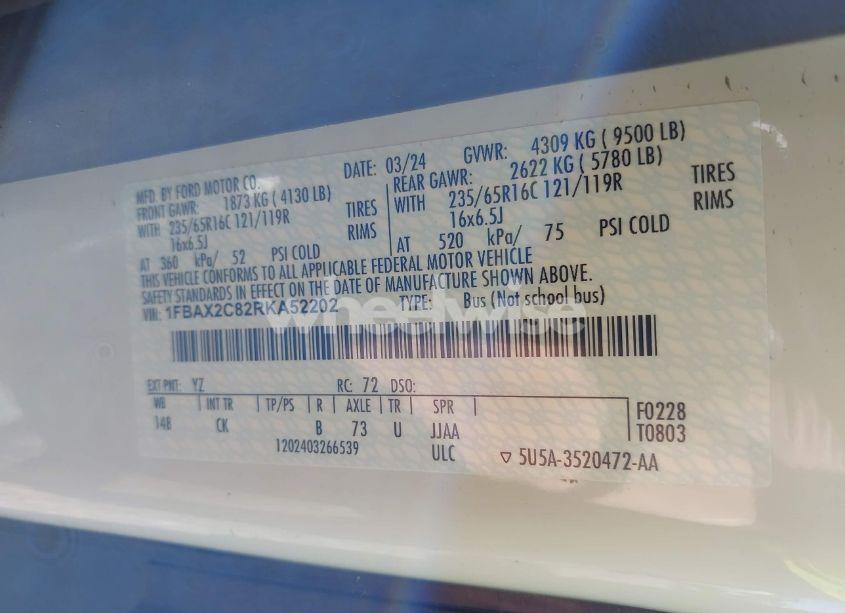 MFD. BY FORD MOTOR CO. DATE: 03/24 GVWR: 4309 KG ( 9500 LB)
FRONT GAWR: 1873 KG ( 4130 LB) REAR GAWR: 2622 KG ( 5780 LB)
WITH 235/65R16C 121/119R TIRES WITH 235/65R16C 121/119R TIRES
16x6.5J RIMS 16x6.5J RIMS
AT 360 kPa/ 52 PSI COLD AT 520 kPa/ 75 PSI COLD
THIS VEHICLE CONFORMS TO ALL APPLICABLE FEDERAL MOTOR VEHICLE
SAFETY STANDARDS IN EFFECT ON THE DATE OF MANUFACTURE SHOWN ABOVE.
VIN: 1FBAX2C82RKA52202 TYPE: Bus (Not school bus)
wheelwise
EXT PNT: YZ RC: 72 DSO:
WB | INT TR | TP/PS | R | AXLE | TR | SPR | F0228
148 CK B 73 U JJAA T0803
1202403266539 ULC ▽ 5U5A-3520472-AA